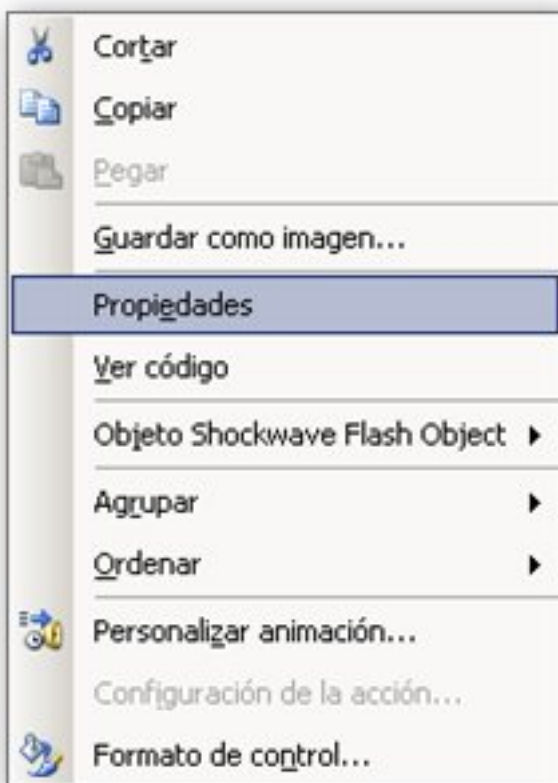 Cortar
Copiar
Pegar
Guardar como imagen...
Propiedades
Ver código
Objeto Shockwave Flash Object
Agrupar
Ordenar
Personalizar animación...
Configuración de la acción...
Formato de control...